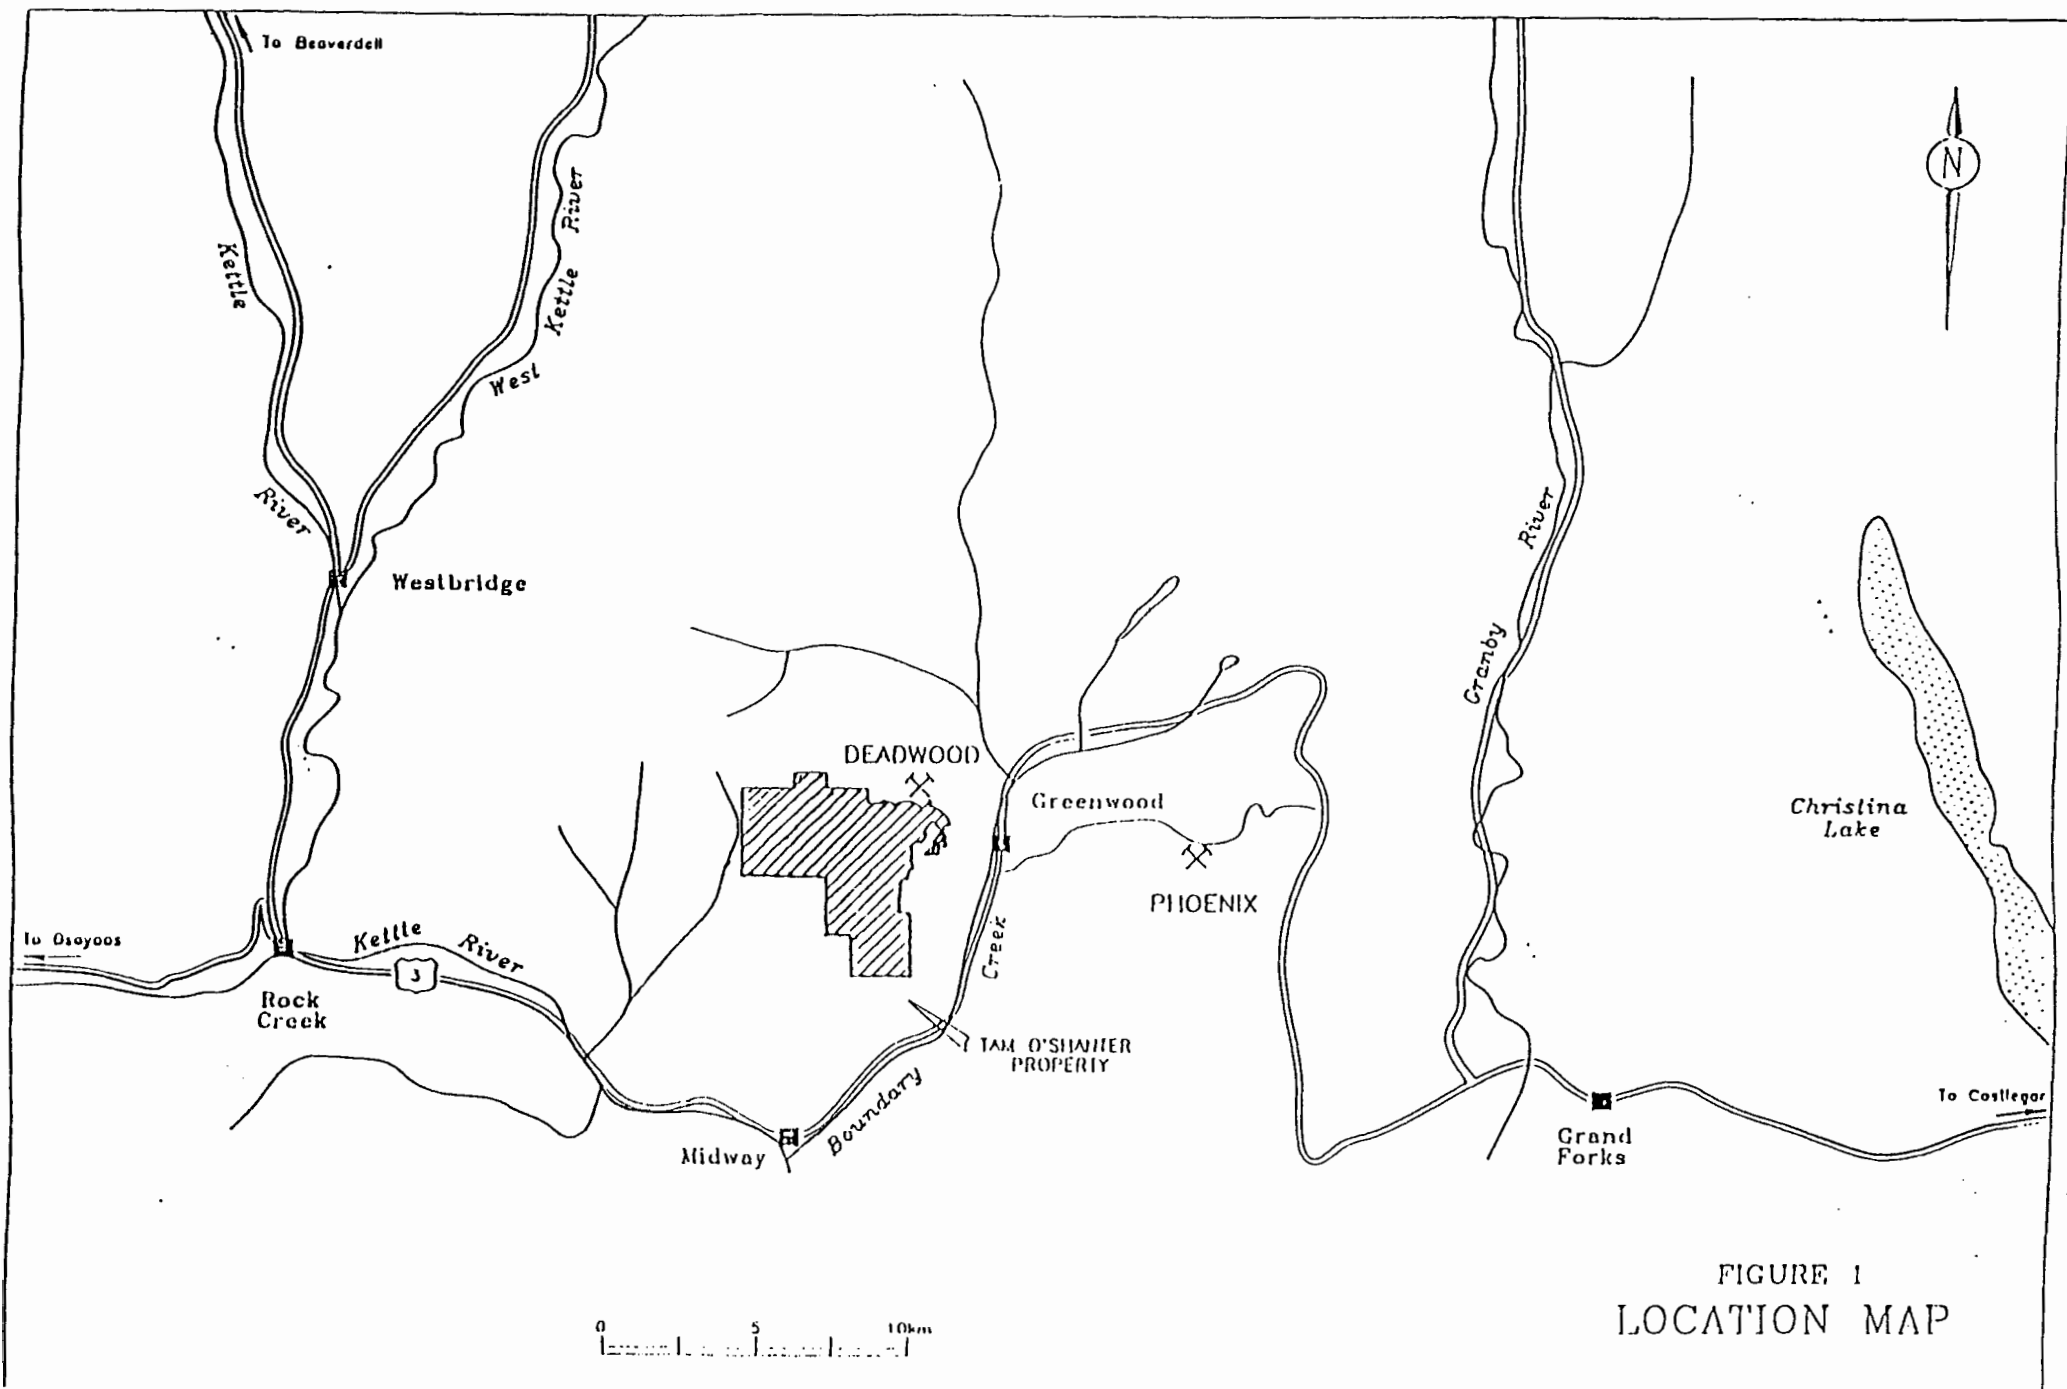 To Beaverdell
N
Kettle
River
West
Kettle
River
Westbridge
River
Granby
DEADWOOD
Greenwood
PHOENIX
Christina
Lake
To Osoyoos
Kettle
River
3
Rock
Creek
Creek
TAM O'SHANTER
PROPERTY
Boundary
Midway
To Castlegar
Grand
Forks
0 5 10km
FIGURE 1
LOCATION MAP